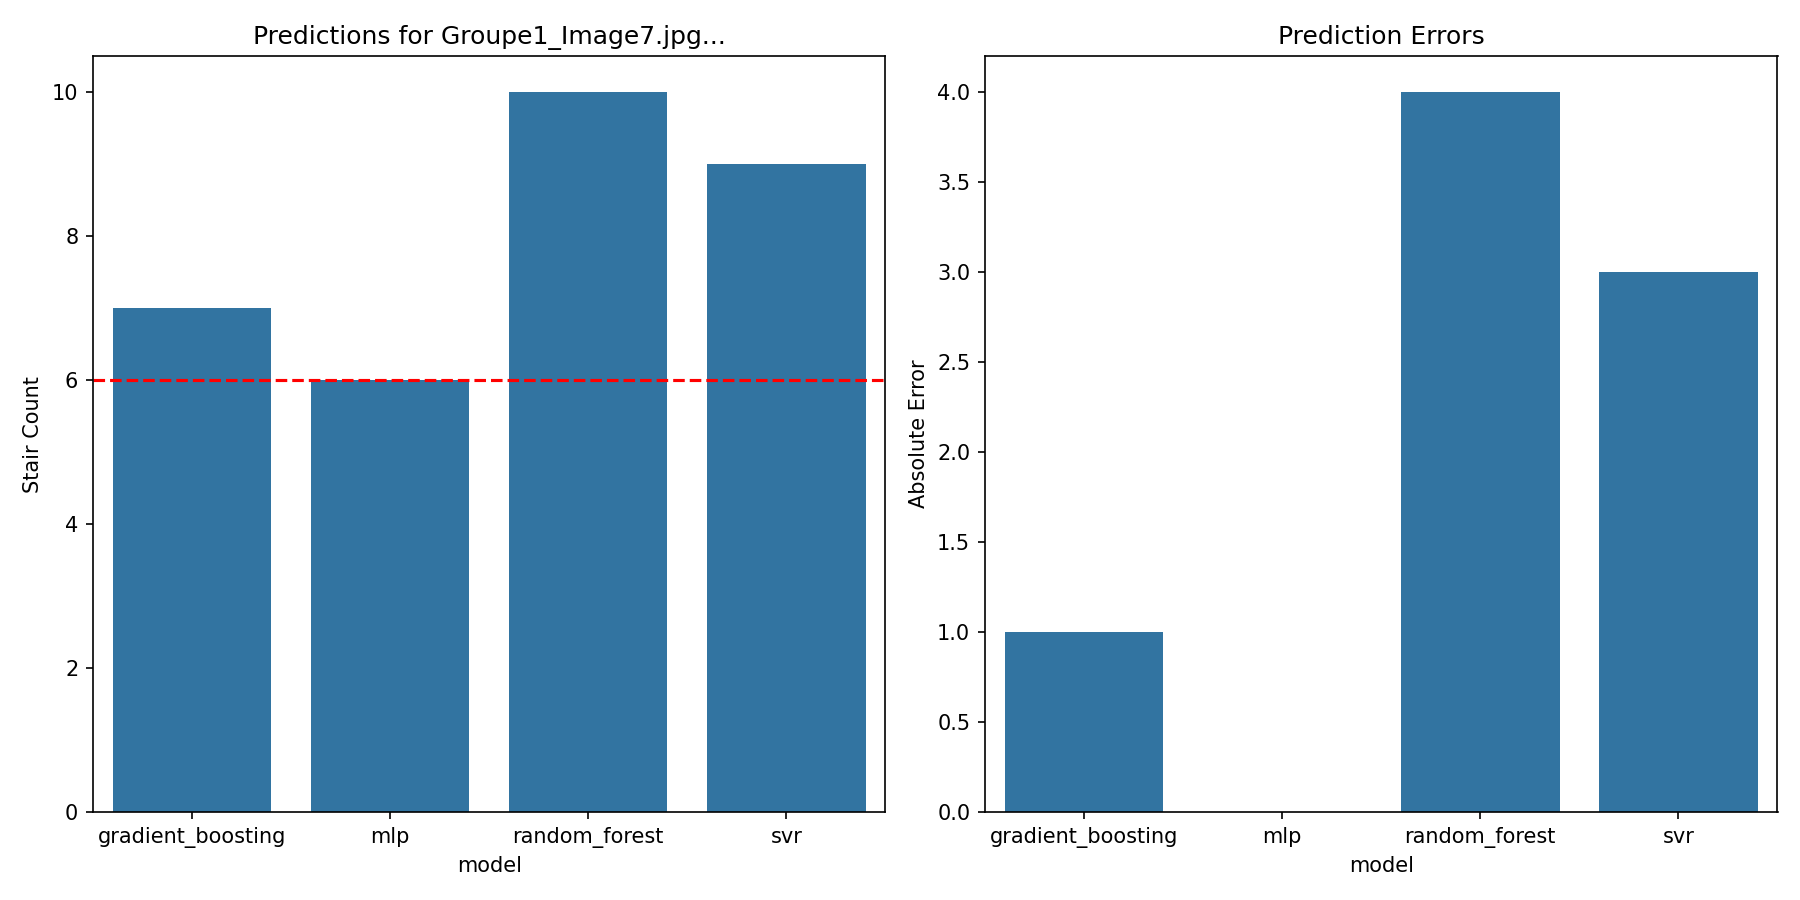 Predictions for Groupe1_Image7.jpg...
10
8
6
4
2
0
Stair Count
gradient_boosting mlp random_forest svr
model
Prediction Errors
4.0
3.5
3.0
2.5
2.0
1.5
1.0
0.5
0.0
Absolute Error
gradient_boosting mlp random_forest svr
model